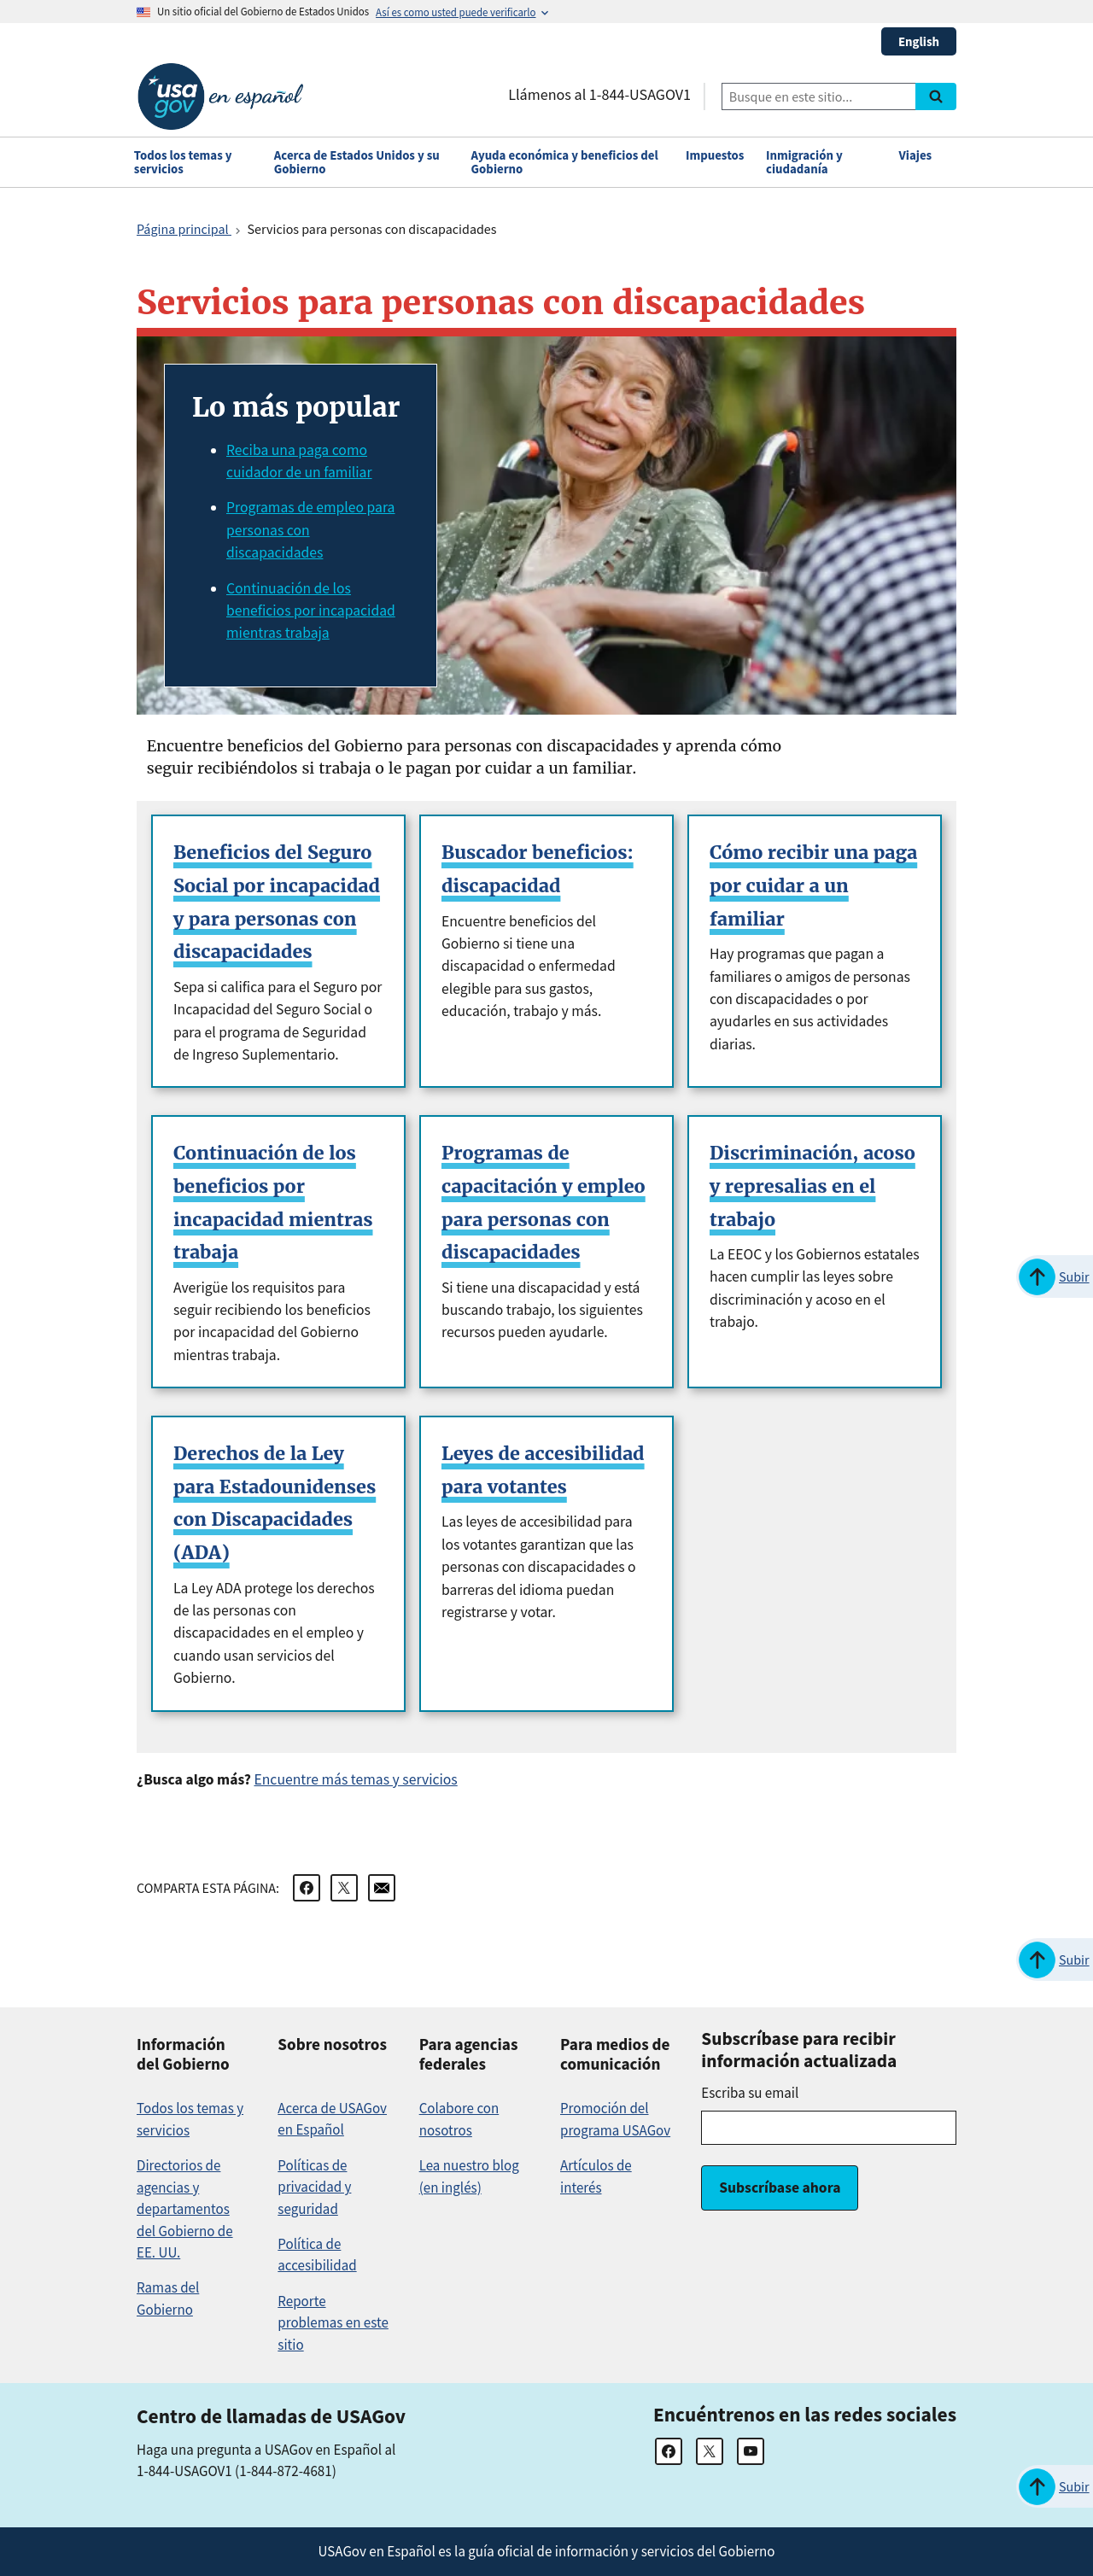 Un sitio oficial del Gobierno de Estados Unidos Así es como usted puede verificarlo
English
usa gov en español
Llámenos al 1-844-USAGOV1
Busque en este sitio...
Todos los temas y servicios
Acerca de Estados Unidos y su Gobierno
Ayuda económica y beneficios del Gobierno
Impuestos
Inmigración y ciudadanía
Viajes
Página principal
Servicios para personas con discapacidades
Servicios para personas con discapacidades
Lo más popular
Reciba una paga como
cuidador de un familiar
Programas de empleo para
personas con
discapacidades
Continuación de los
beneficios por incapacidad
mientras trabaja
Encuentre beneficios del Gobierno para personas con discapacidades y aprenda cómo
seguir recibiéndolos si trabaja o le pagan por cuidar a un familiar.
Beneficios del Seguro
Social por incapacidad
y para personas con
discapacidades
Sepa si califica para el Seguro por
Incapacidad del Seguro Social o
para el programa de Seguridad
de Ingreso Suplementario.
Buscador beneficios:
discapacidad
Encuentre beneficios del
Gobierno si tiene una
discapacidad o enfermedad
elegible para sus gastos,
educación, trabajo y más.
Cómo recibir una paga
por cuidar a un
familiar
Hay programas que pagan a
familiares o amigos de personas
con discapacidades o por
ayudarles en sus actividades
diarias.
Continuación de los
beneficios por
incapacidad mientras
trabaja
Averigüe los requisitos para
seguir recibiendo los beneficios
por incapacidad del Gobierno
mientras trabaja.
Programas de
capacitación y empleo
para personas con
discapacidades
Si tiene una discapacidad y está
buscando trabajo, los siguientes
recursos pueden ayudarle.
Discriminación, acoso
y represalias en el
trabajo
La EEOC y los Gobiernos estatales
hacen cumplir las leyes sobre
discriminación y acoso en el
trabajo.
Subir
Derechos de la Ley
para Estadounidenses
con Discapacidades
(ADA)
La Ley ADA protege los derechos
de las personas con
discapacidades en el empleo y
cuando usan servicios del
Gobierno.
Leyes de accesibilidad
para votantes
Las leyes de accesibilidad para
los votantes garantizan que las
personas con discapacidades o
barreras del idioma puedan
registrarse y votar.
¿Busca algo más? Encuentre más temas y servicios
COMPARTA ESTA PÁGINA:
Subir
Información
del Gobierno
Todos los temas y
servicios
Directorios de
agencias y
departamentos
del Gobierno de
EE. UU.
Ramas del
Gobierno
Sobre nosotros
Acerca de USAGov
en Español
Políticas de
privacidad y
seguridad
Política de
accesibilidad
Reporte
problemas en este
sitio
Para agencias
federales
Colabore con
nosotros
Lea nuestro blog
(en inglés)
Para medios de
comunicación
Promoción del
programa USAGov
Artículos de
interés
Subscríbase para recibir
información actualizada
Escriba su email
Subscríbase ahora
Centro de llamadas de USAGov
Haga una pregunta a USAGov en Español al
1-844-USAGOV1 (1-844-872-4681)
Encuéntrenos en las redes sociales
Subir
USAGov en Español es la guía oficial de información y servicios del Gobierno